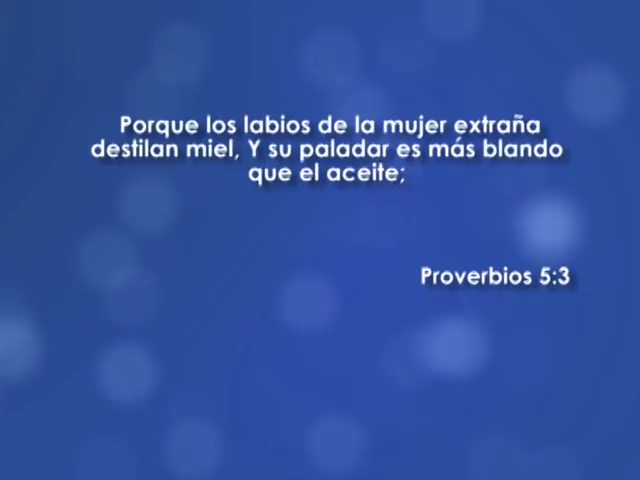 Porque los labios de la mujer extraña
destilan miel, Y su paladar es más blando
que el aceite;
Proverbios 5:3